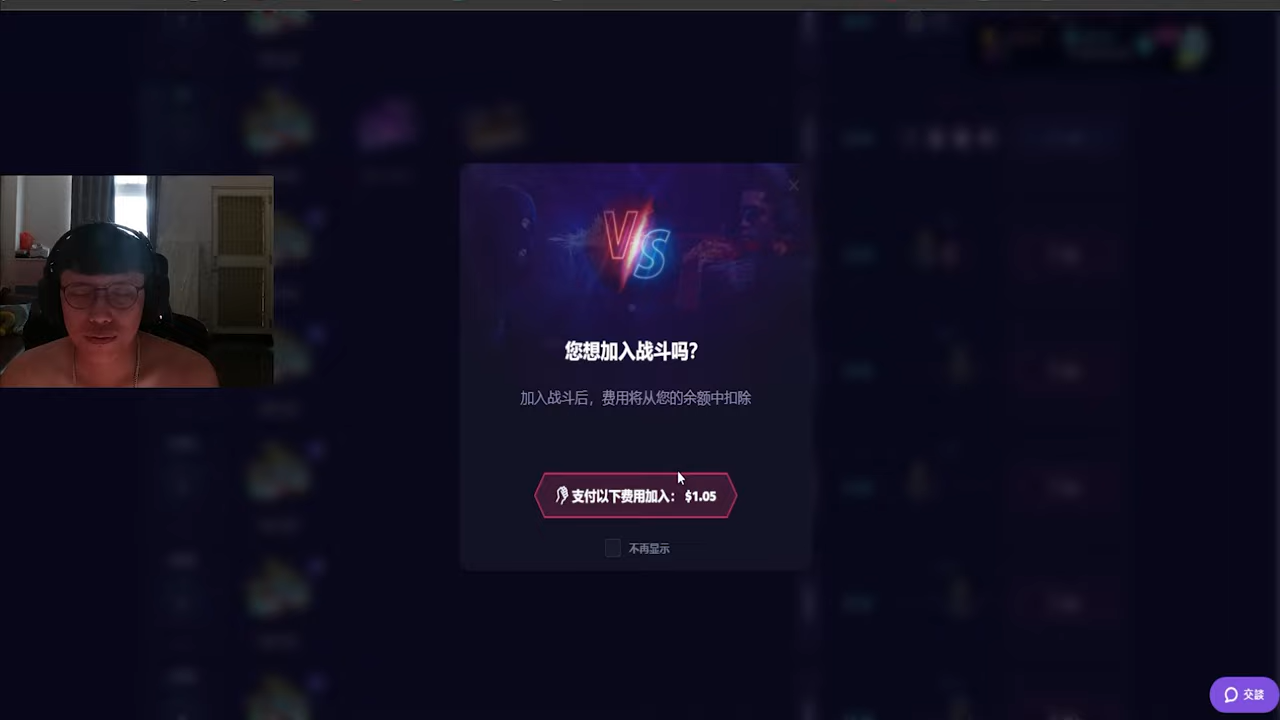 VS
您想加入战斗吗?
加入战斗后，费用将从您的余额中扣除
支付以下费用加入： $1.05
不再显示
交談